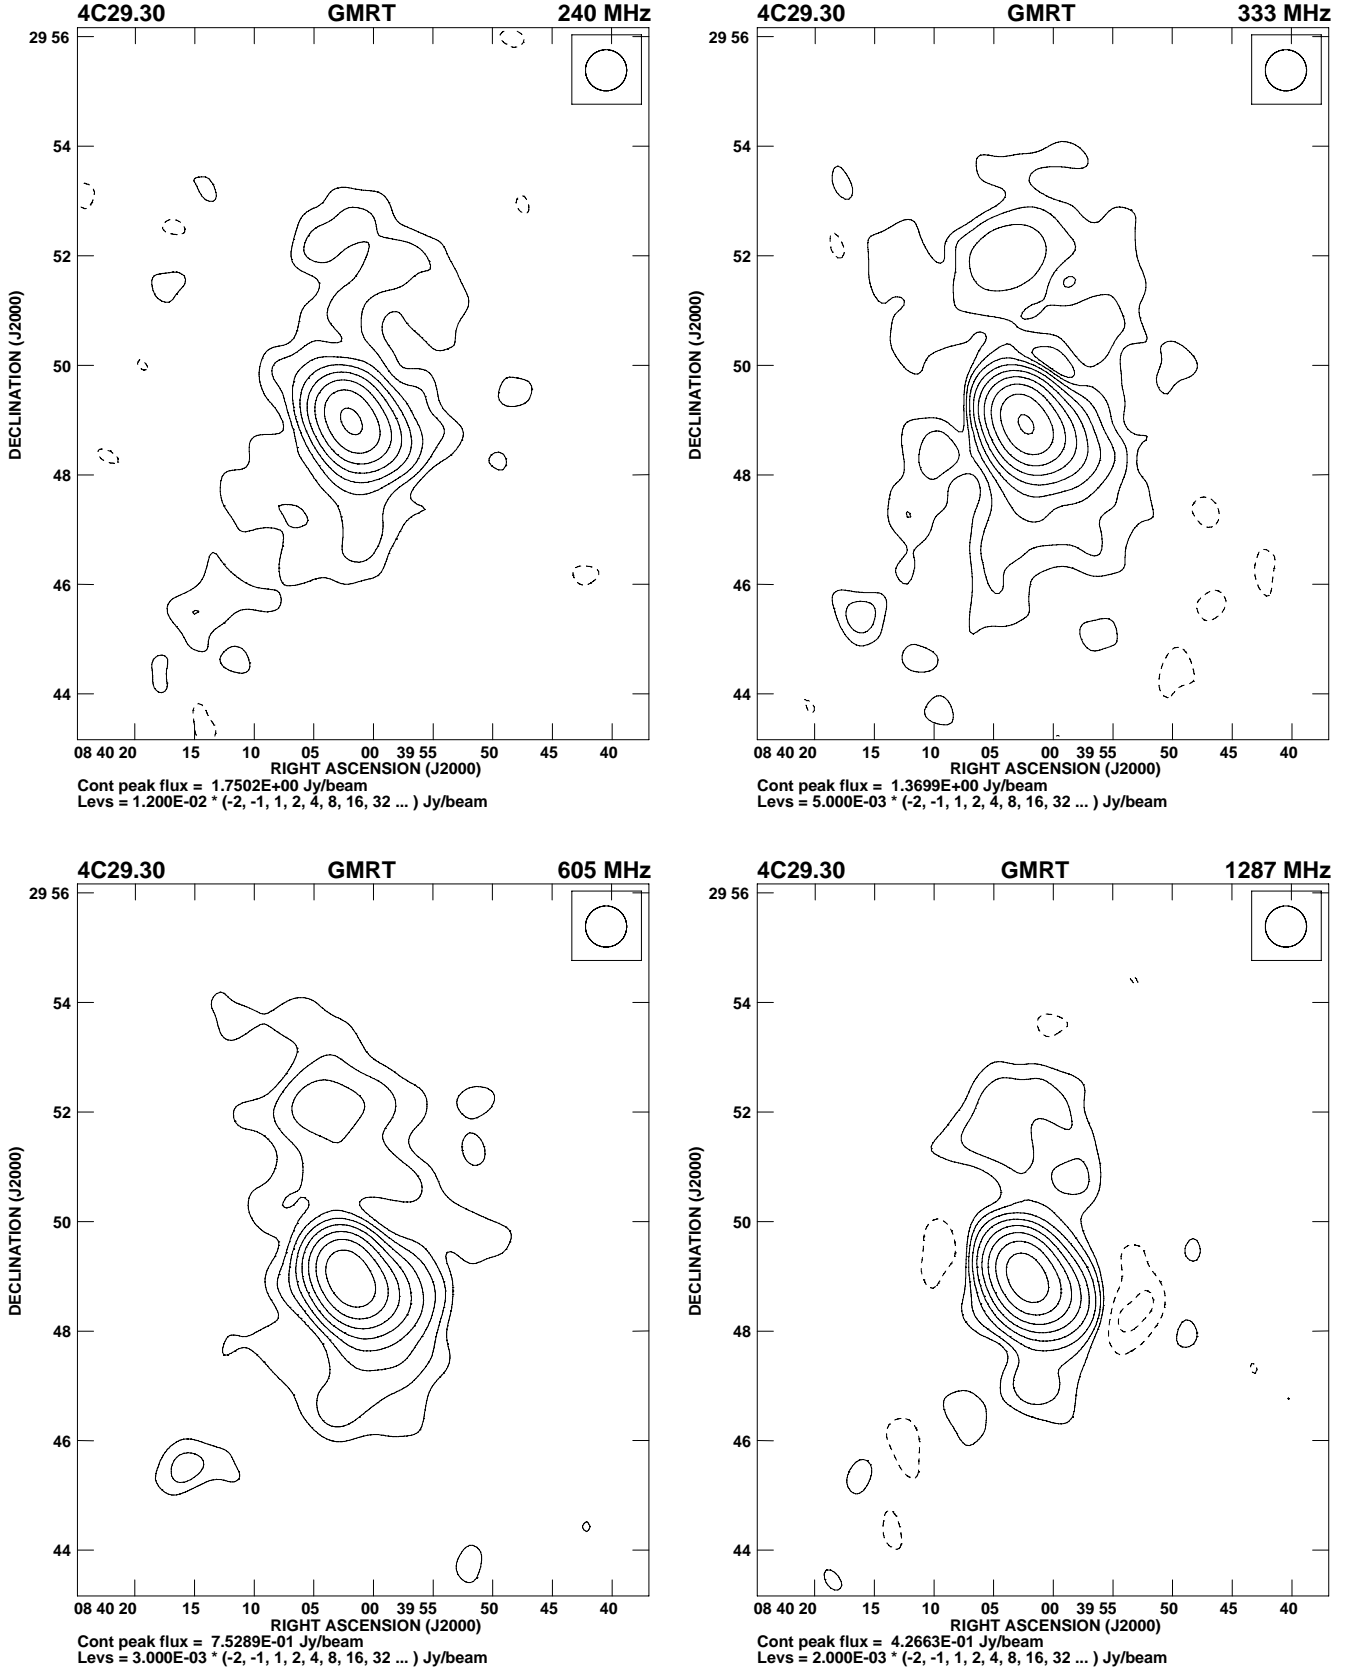 4C29.30 GMRT 240 MHz
29 56
54
52
50
48
46
44
DECLINATION (J2000)
08 40 20 15 10 05 00 39 55 50 45 40
RIGHT ASCENSION (J2000)
Cont peak flux = 1.7502E+00 Jy/beam
Levs = 1.200E-02 * (-2, -1, 1, 2, 4, 8, 16, 32 ... ) Jy/beam
4C29.30 GMRT 333 MHz
29 56
54
52
50
48
46
44
DECLINATION (J2000)
08 40 20 15 10 05 00 39 55 50 45 40
RIGHT ASCENSION (J2000)
Cont peak flux = 1.3699E+00 Jy/beam
Levs = 5.000E-03 * (-2, -1, 1, 2, 4, 8, 16, 32 ... ) Jy/beam
4C29.30 GMRT 605 MHz
29 56
54
52
50
48
46
44
DECLINATION (J2000)
08 40 20 15 10 05 00 39 55 50 45 40
RIGHT ASCENSION (J2000)
Cont peak flux = 7.5289E-01 Jy/beam
Levs = 3.000E-03 * (-2, -1, 1, 2, 4, 8, 16, 32 ... ) Jy/beam
4C29.30 GMRT 1287 MHz
29 56
54
52
50
48
46
44
DECLINATION (J2000)
08 40 20 15 10 05 00 39 55 50 45 40
RIGHT ASCENSION (J2000)
Cont peak flux = 4.2663E-01 Jy/beam
Levs = 2.000E-03 * (-2, -1, 1, 2, 4, 8, 16, 32 ... ) Jy/beam